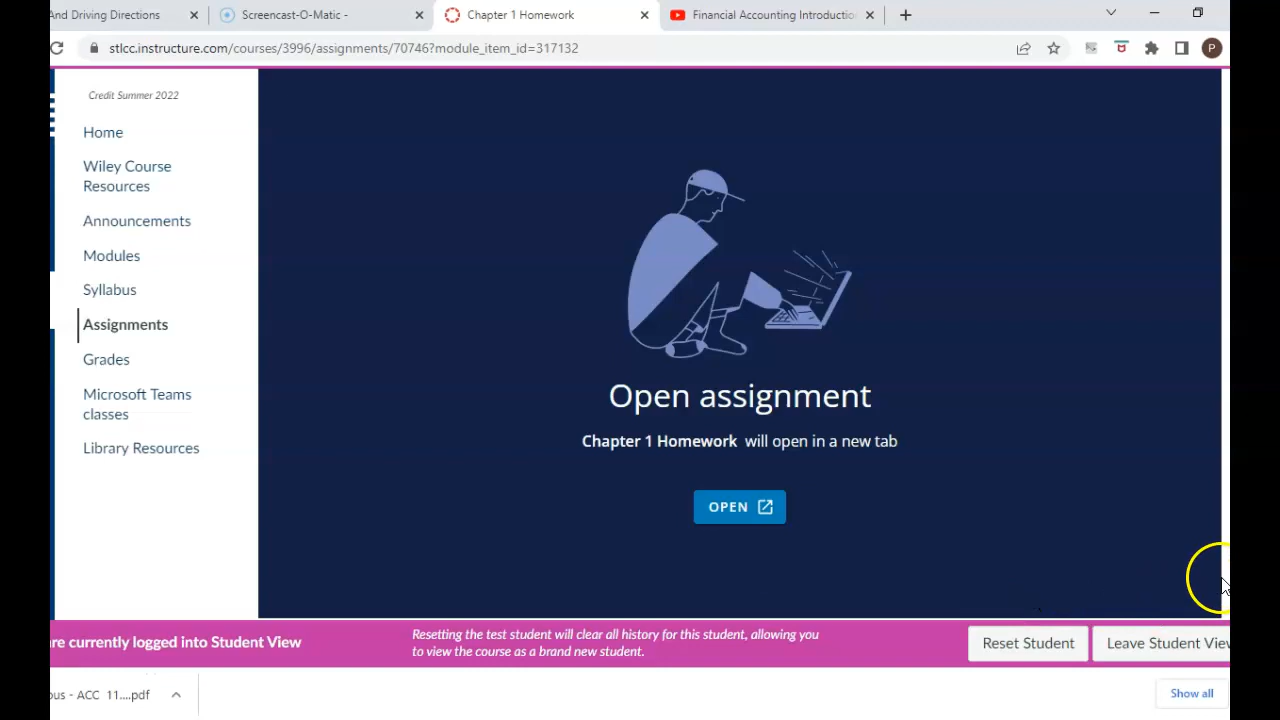 And Driving Directions
Screencast-O-Matic -
Chapter 1 Homework
Financial Accounting Introductio
stlcc.instructure.com/courses/3996/assignments/70746?module_item_id=317132
P
Credit Summer 2022
Home
Wiley Course
Resources
Announcements
Modules
Syllabus
Assignments
Grades
Microsoft Teams
classes
Library Resources
Open assignment
Chapter 1 Homework will open in a new tab
OPEN
re currently logged into Student View
Resetting the test student will clear all history for this student, allowing you
to view the course as a brand new student.
Reset Student
Leave Student View
ous - ACC 11....pdf
Show all